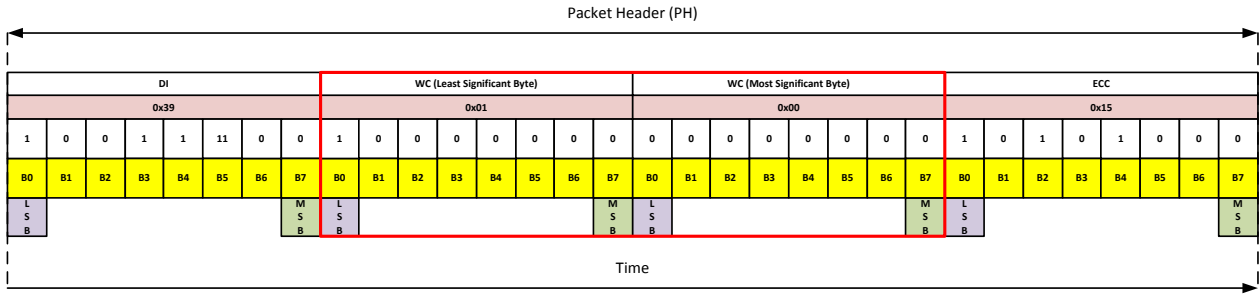 Packet Header (PH)
DI WC (Least Significant Byte) WC (Most Significant Byte) ECC
0x39 0x01 0x00 0x15
1 0 0 1 1 11 0 0 1 0 0 0 0 0 0 0 0 0 0 0 0 0 0 0 1 0 1 0 1 0 0 0
B0 B1 B2 B3 B4 B5 B6 B7 B0 B1 B2 B3 B4 B5 B6 B7 B0 B1 B2 B3 B4 B5 B6 B7 B0 B1 B2 B3 B4 B5 B6 B7
L M L M L M L M
S S S S S S S S
B B B B B B B B
Time